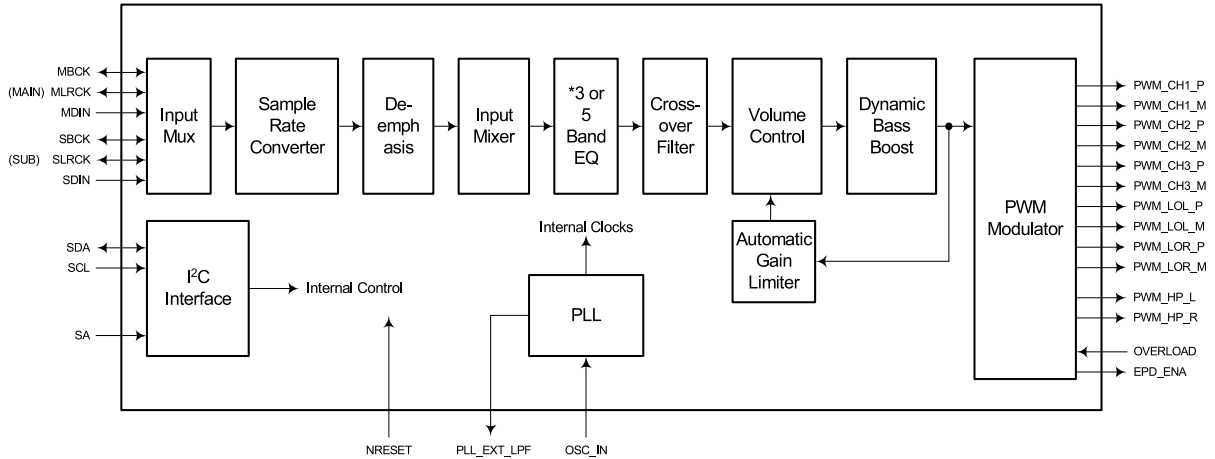 MBCK
(MAIN) MLRCK
MDIN
SBCK
(SUB) SLRCK
SDIN
Input
Mux
Sample
Rate
Converter
De-
emph
asis
Input
Mixer
*3 or
5
Band
EQ
Cross-
over
Filter
Volume
Control
Dynamic
Bass
Boost
Automatic
Gain
Limiter
PWM
Modulator
PWM_CH1_P
PWM_CH1_M
PWM_CH2_P
PWM_CH2_M
PWM_CH3_P
PWM_CH3_M
PWM_LOL_P
PWM_LOL_M
PWM_LOR_P
PWM_LOR_M
PWM_HP_L
PWM_HP_R
OVERLOAD
EPD_ENA
SDA
SCL
SA
I²C
Interface
Internal Control
Internal Clocks
PLL
NRESET
PLL_EXT_LPF
OSC_IN